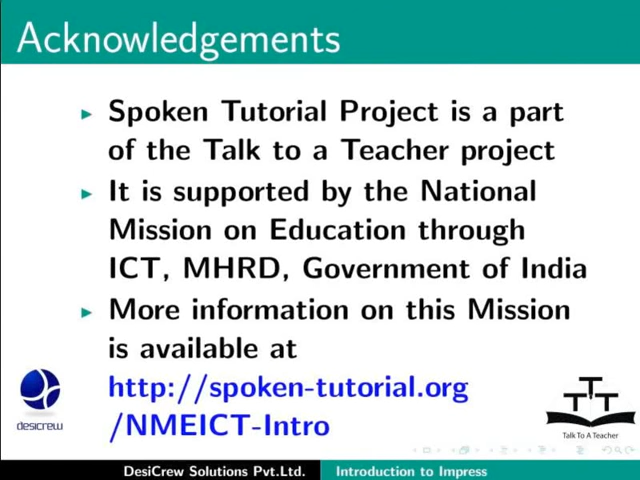 Acknowledgements
Spoken Tutorial Project is a part
of the Talk to a Teacher project
It is supported by the National
Mission on Education through
ICT, MHRD, Government of India
More information on this Mission
is available at
http://spoken-tutorial.org
/NMEICT-Intro
desicrew
TTT
Talk To A Teacher
DesiCrew Solutions Pvt.Ltd. Introduction to Impress